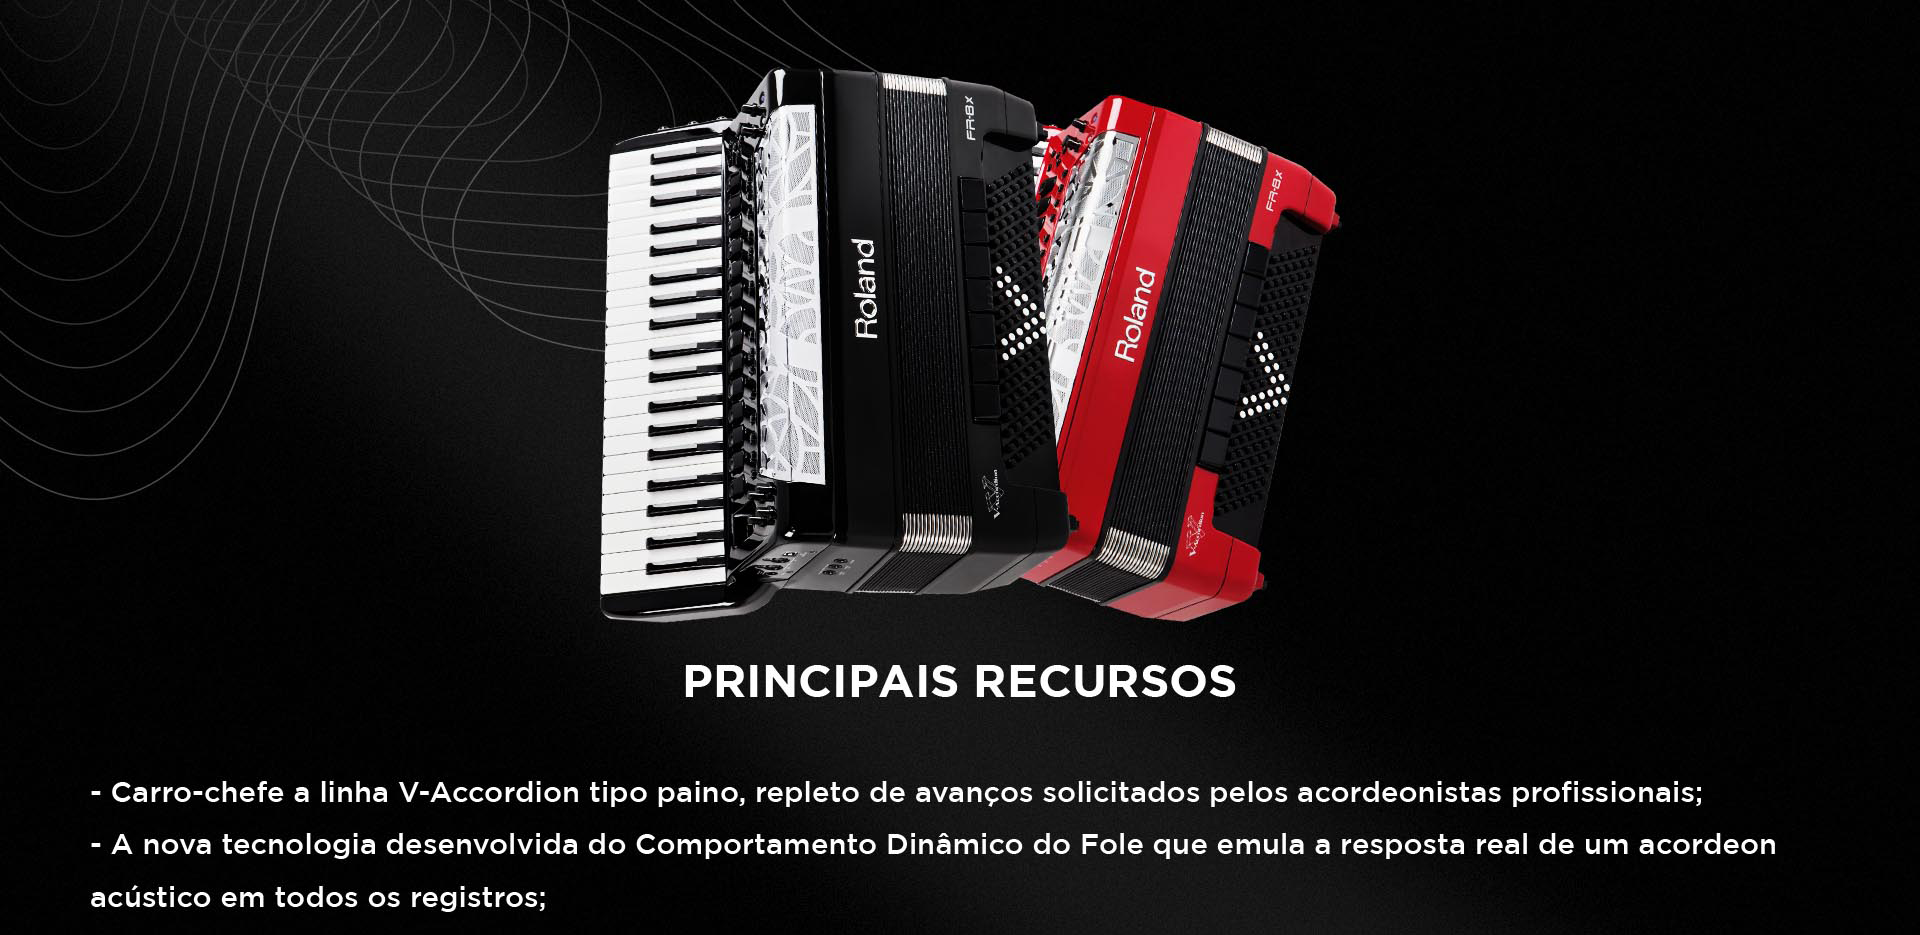 FR-8x
FR-8x
Roland
Roland
V-Accordion
V-Accordion
PRINCIPAIS RECURSOS
- Carro-chefe a linha V-Accordion tipo paino, repleto de avanços solicitados pelos acordeonistas profissionais;
- A nova tecnologia desenvolvida do Comportamento Dinâmico do Fole que emula a resposta real de um acordeon
acústico em todos os registros;